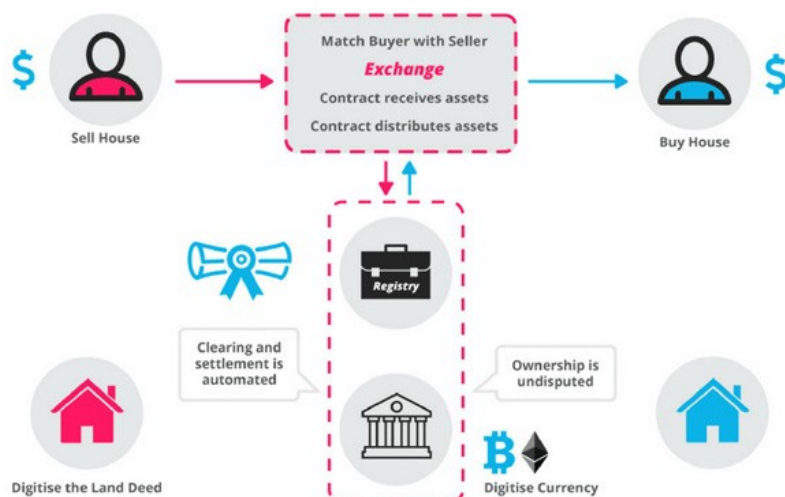 Match Buyer with Seller
Exchange
Contract receives assets
Contract distributes assets
$
$
Sell House
Buy House
Registry
Clearing and
settlement is
automated
Ownership is
undisputed
Digitise the Land Deed
Digitise Currency